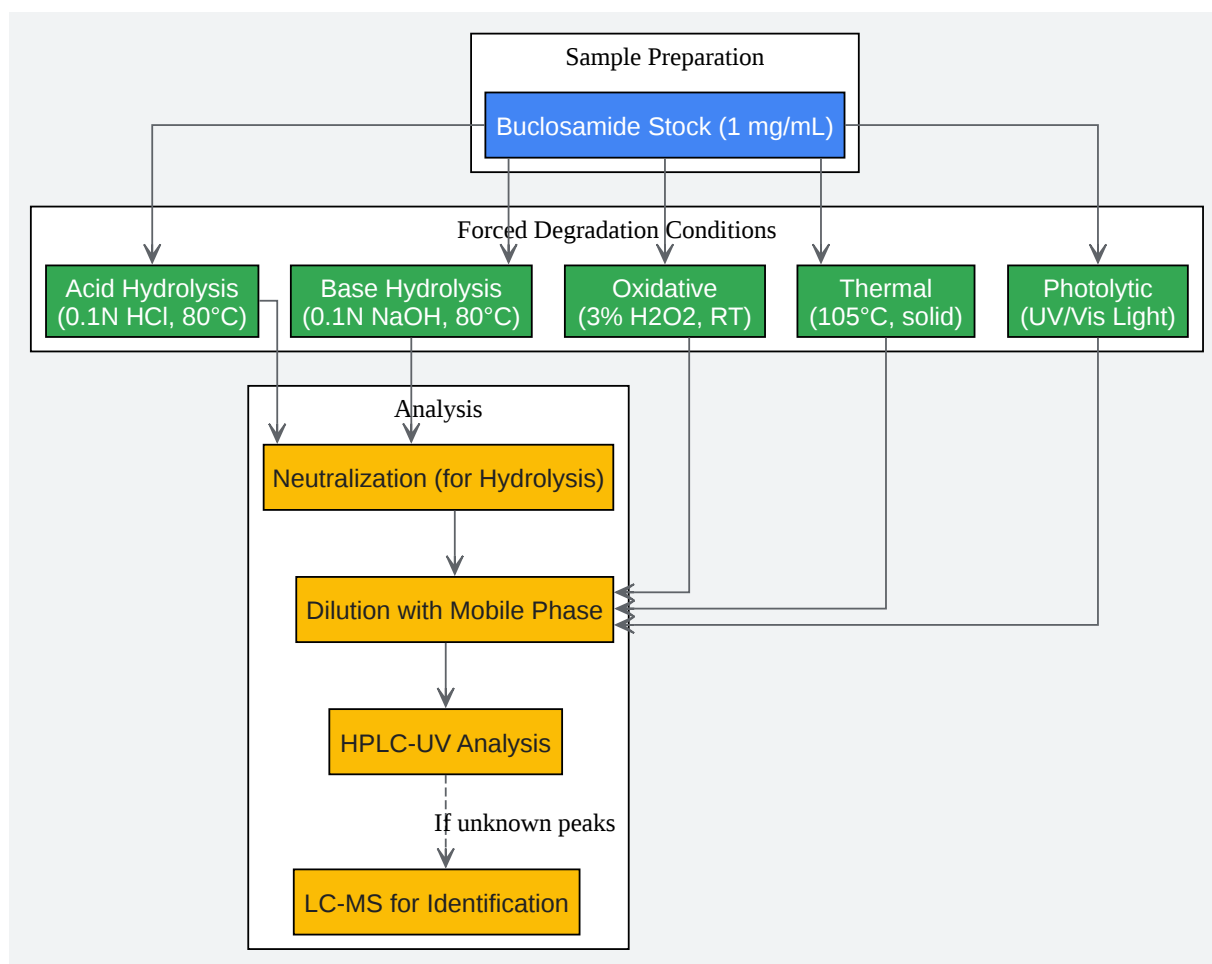 Sample Preparation
Buclosamide Stock (1 mg/mL)
Forced Degradation Conditions
Acid Hydrolysis
(0.1N HCl, 80°C)
Base Hydrolysis
(0.1N NaOH, 80°C)
Oxidative
(3% H2O2, RT)
Thermal
(105°C, solid)
Photolytic
(UV/Vis Light)
Analysis
Neutralization (for Hydrolysis)
Dilution with Mobile Phase
HPLC-UV Analysis
If unknown peaks
LC-MS for Identification